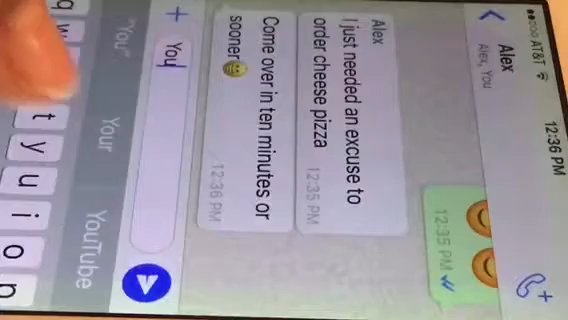 AT&T 12:36 PM
Alex
Alex, You
12:35 PM
Alex
I just needed an excuse to
order cheese pizza 12:35 PM
Come over in ten minutes or
sooner 12:36 PM
You
"You" Your YouTube
q w t y u i o p